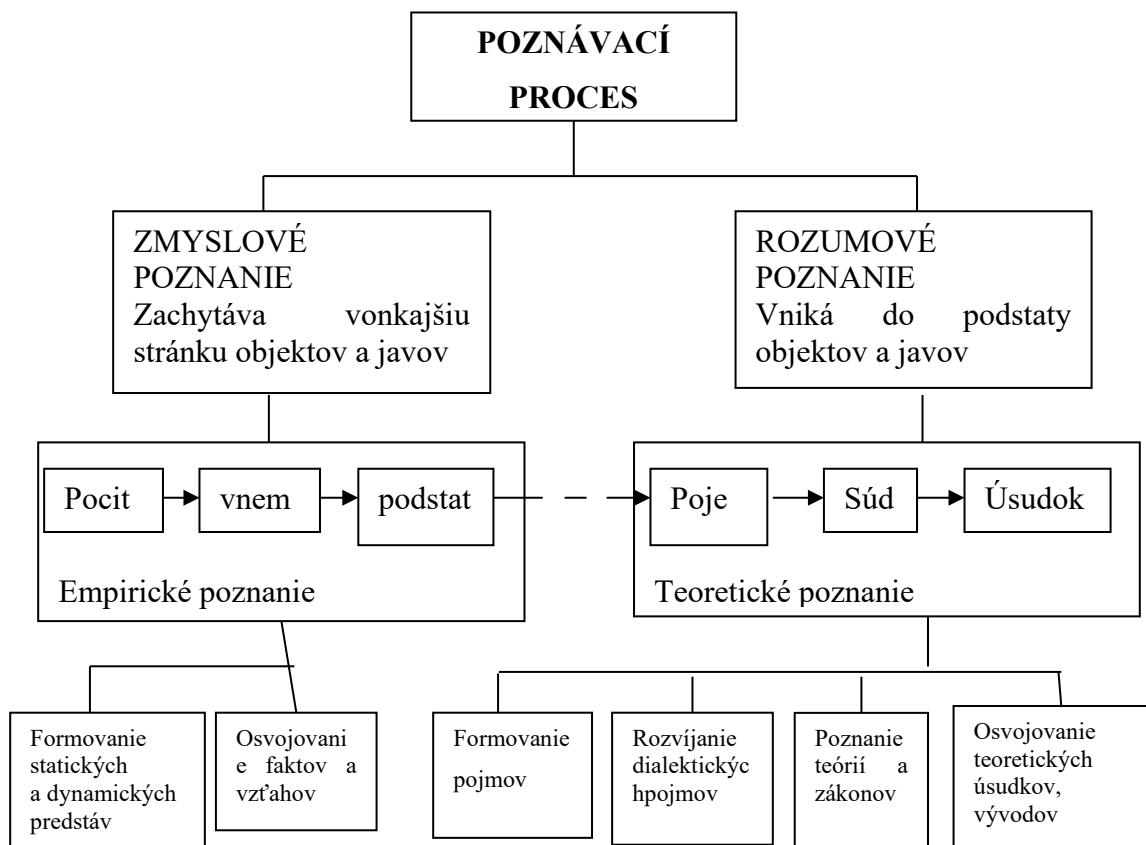 POZNÁVACÍ
PROCES
ZMYSLOVÉ
POZNANIE
Zachytáva vonkajšiu
stránku objektov a javov
ROZUMOVÉ
POZNANIE
Vniká do podstaty
objektov a javov
Pocit
vnem
podstat
Poje
Súd
Úsudok
Empirické poznanie
Teoretické poznanie
Formovanie
statických
a dynamických
predstáv
Osvojovani
e faktov a
vzťahov
Formovanie
pojmov
Rozvíjanie
dialektickýc
hpojmov
Poznanie
teórií a
zákonov
Osvojovanie
teoretických
úsudkov,
vývodov